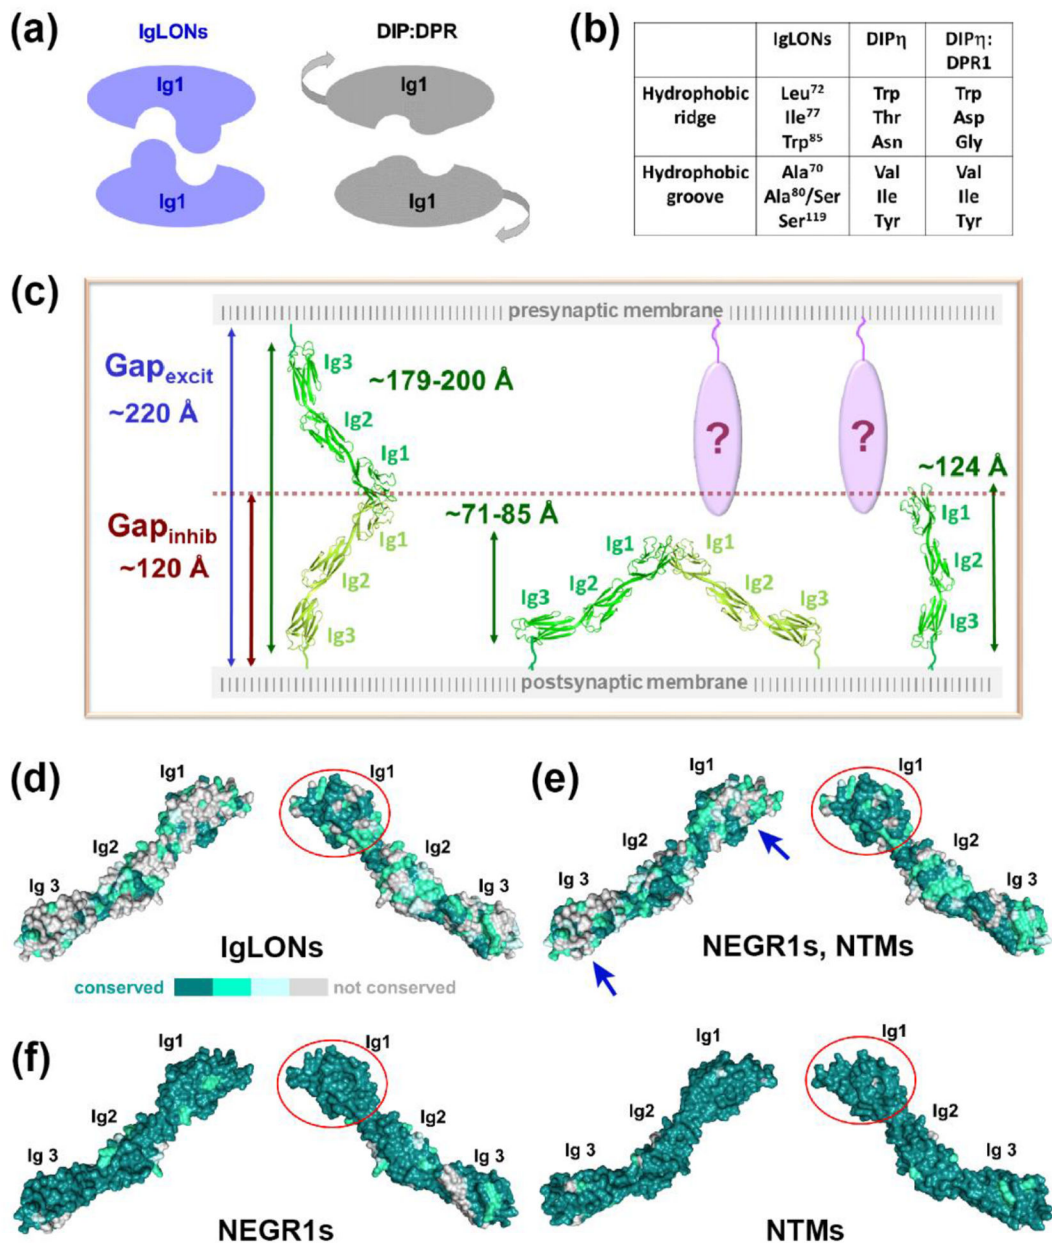 (a)
IgLONs
DIP:DPR
Ig1
Ig1
Ig1
Ig1
(b)
IgLONs DIPη DIPη: DPR1
Hydrophobic ridge
Leu72 Trp Trp
Ile77 Thr Asp
Trp85 Asn Gly
Hydrophobic groove
Ala70 Val Val
Ala80/Ser Ile Ile
Ser119 Tyr Tyr
(c)
presynaptic membrane
Gapexcit
~220 Å
Gapinhib
~120 Å
Ig3
~179-200 Å
Ig2
Ig1
Ig1
Ig2
Ig3
~71-85 Å
Ig1 Ig1
Ig2 Ig2
Ig3 Ig3
?
?
~124 Å
Ig1
Ig2
Ig3
postsynaptic membrane
(d)
Ig1 Ig1
Ig2 Ig2
Ig 3 Ig 3
IgLONs
conserved not conserved
(e)
Ig1 Ig1
Ig2 Ig2
Ig 3 Ig 3
NEGR1s, NTMs
(f)
Ig1 Ig1
Ig2 Ig2
Ig 3 Ig 3
NEGR1s
Ig1 Ig1
Ig2 Ig2
Ig 3 Ig 3
NTMs